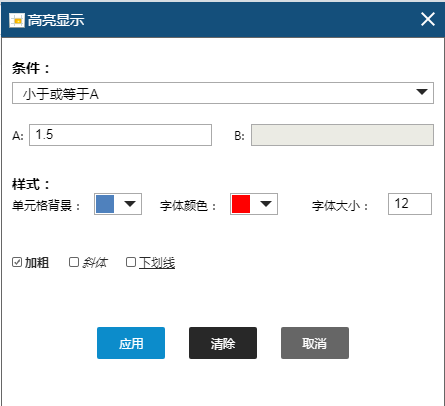 高亮显示
条件：
小于或等于A
A: 1.5 B:
样式：
单元格背景： 字体颜色： 字体大小： 12
加粗 斜体 下划线
应用 清除 取消